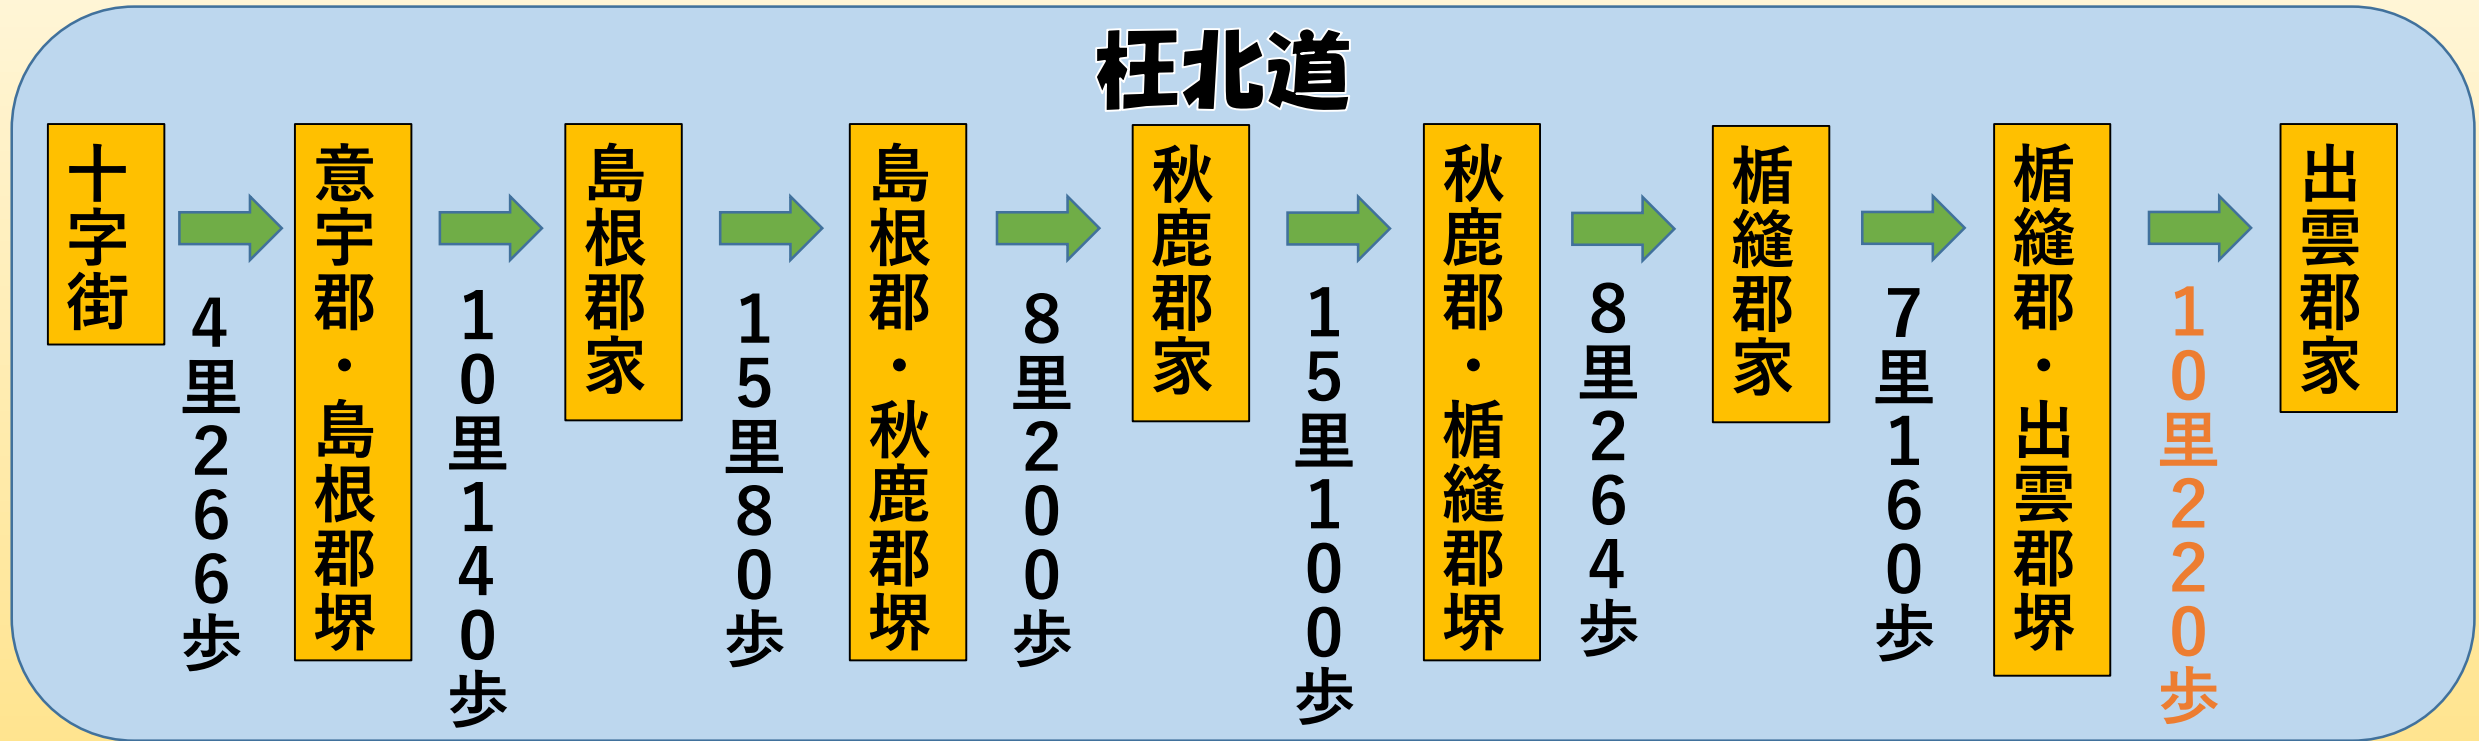 枉北道
十字街
4里266歩
意宇郡・島根郡堺
10里140歩
島根郡家
15里80歩
島根郡・秋鹿郡堺
8里200歩
秋鹿郡家
15里100歩
秋鹿郡・楯縫郡堺
8里264歩
楯縫郡家
7里160歩
楯縫郡・出雲郡堺
10里220歩
出雲郡家